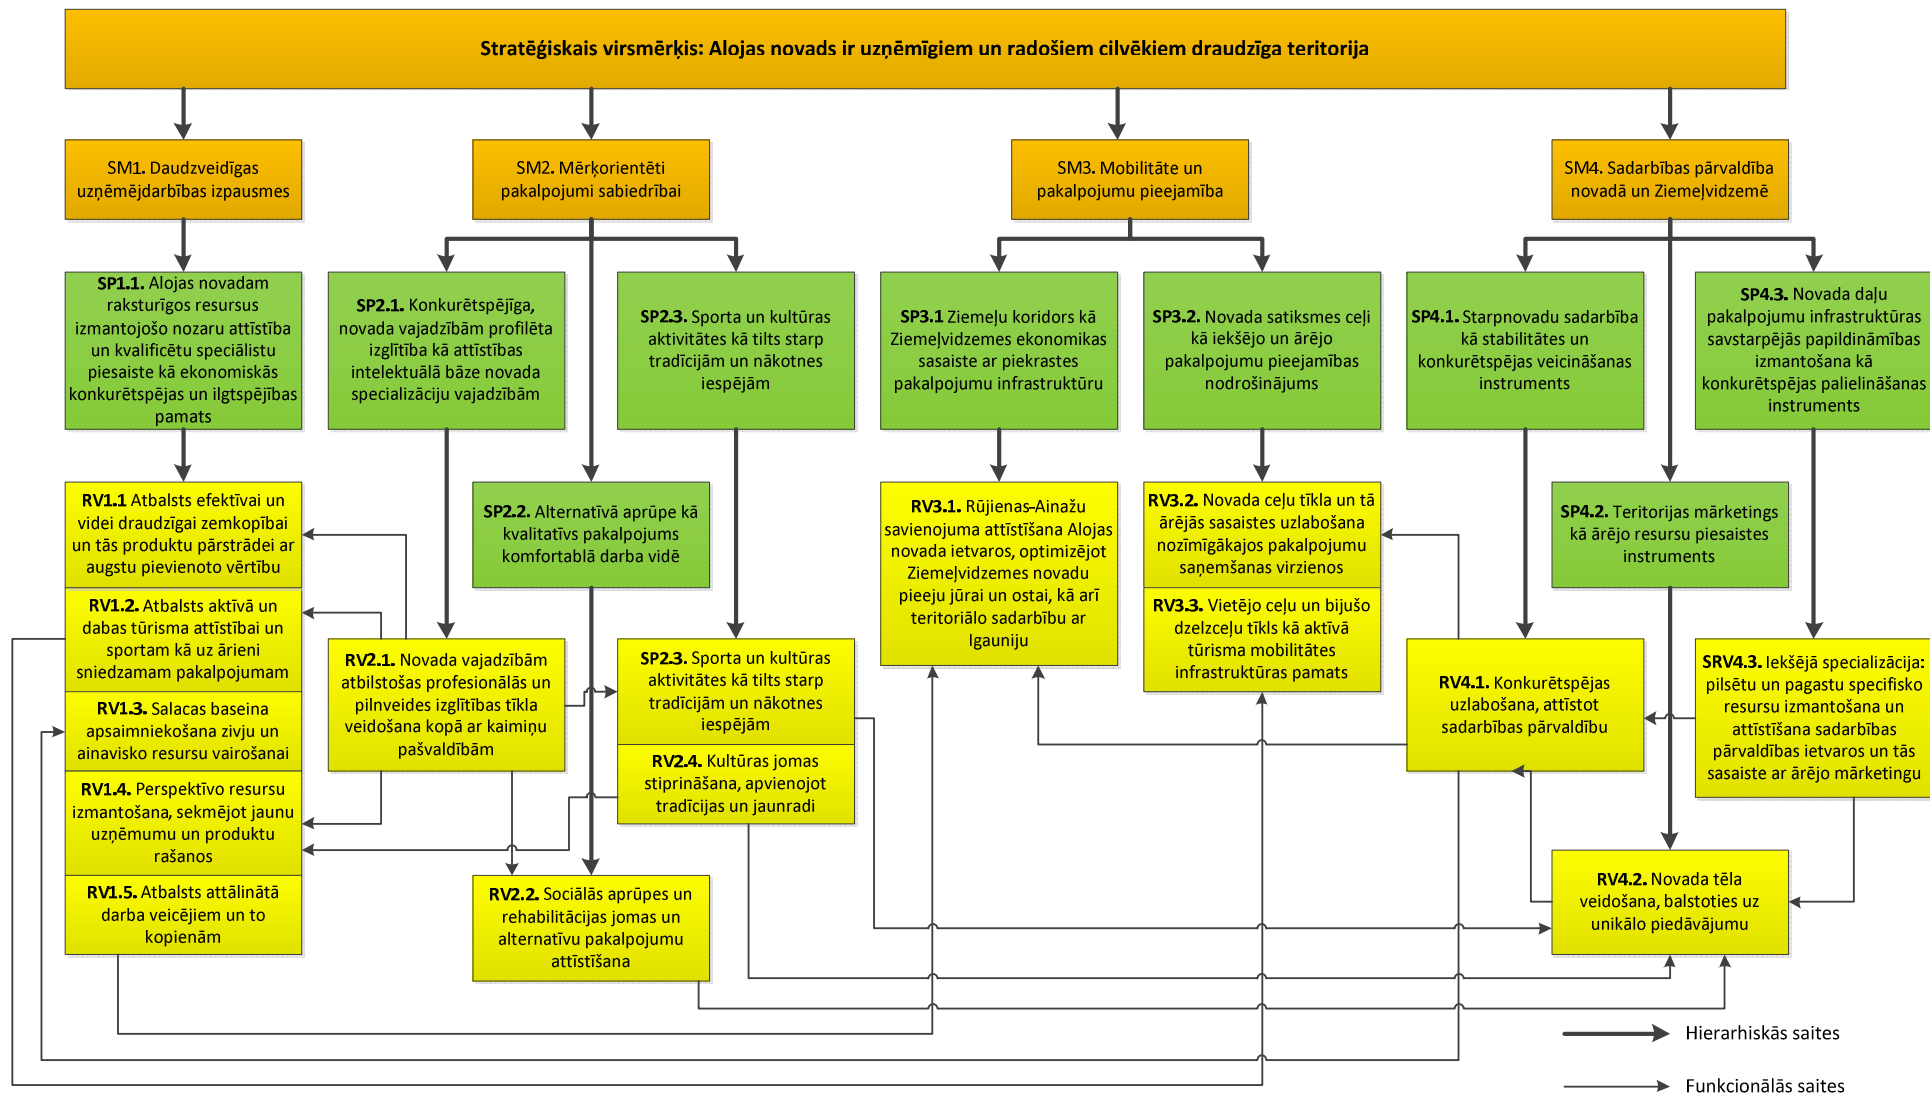 Stratēģiskais virsmērķis: Alojas novads ir uzņēmīgiem un radošiem cilvēkiem draudzīga teritorija
SM1. Daudzveidīgas
uzņēmējdarbības izpausmes
SM2. Mērķorientēti
pakalpojumi sabiedrībai
SM3. Mobilitāte un
pakalpojumu pieejamība
SM4. Sadarbības pārvaldība
novadā un Ziemeļvidzemē
SP1.1. Alojas novadam
raksturīgos resursus
izmantojošo nozaru attīstība
un kvalificētu speciālistu
piesaiste kā ekonomiskās
konkurētspējas un ilgtspējības
pamats
SP2.1. Konkurētspējīga,
novada vajadzībām profilēta
izglītība kā attīstības
intelektuālā bāze novada
specializāciju vajadzībām
SP2.3. Sporta un kultūras
aktivitātes kā tilts starp
tradīcijām un nākotnes
iespējām
SP3.1 Ziemeļu koridors kā
Ziemeļvidzemes ekonomikas
sasaiste ar piekrastes
pakalpojumu infrastruktūru
SP3.2. Novada satiksmes ceļi
kā iekšējo un ārējo
pakalpojumu pieejamības
nodrošinājums
SP4.1. Starpnovadu sadarbība
kā stabilitātes un
konkurētspējas veicināšanas
instruments
SP4.3. Novada daļu
pakalpojumu infrastruktūras
savstarpējās papildināmības
izmantošana kā
konkurētspējas palielināšanas
instruments
RV1.1 Atbalsts efektīvai un
videi draudzīgai zemkopībai
un tās produktu pārstrādei ar
augstu pievienoto vērtību
SP2.2. Alternatīvā aprūpe kā
kvalitatīvs pakalpojums
komfortablā darba vidē
RV3.1. Rūjienas-Ainažu
savienojuma attīstīšana Alojas
novada ietvaros, optimizējot
Ziemeļvidzemes novadu
pieeju jūrai un ostai, kā arī
teritoriālo sadarbību ar
Igauniju
RV3.2. Novada ceļu tīkla un tā
ārējās sasaistes uzlabošana
nozīmīgākajos pakalpojumu
saņemšanas virzienos
SP4.2. Teritorijas mārketings
kā ārējo resursu piesaistes
instruments
RV1.2. Atbalsts aktīvā un
dabas tūrisma attīstībai un
sportam kā uz ārieni
sniedzamam pakalpojumam
RV3.3. Vietējo ceļu un bijušo
dzelzceļu tīkls kā aktīvā
tūrisma mobilitātes
infrastruktūras pamats
RV2.1. Novada vajadzībām
atbilstošas profesionālās un
pilnveides izglītības tīkla
veidošana kopā ar kaimiņu
pašvaldībām
SP2.3. Sporta un kultūras
aktivitātes kā tilts starp
tradīcijām un nākotnes
iespējām
RV4.1. Konkurētspējas
uzlabošana, attīstot
sadarbības pārvaldību
SRV4.3. Iekšējā specializācija:
pilsētu un pagastu specifisko
resursu izmantošana un
attīstīšana sadarbības
pārvaldības ietvaros un tās
sasaiste ar ārējo mārketingu
RV1.3. Salacas baseina
apsaimniekošana zivju un
ainavisko resursu vairošanai
RV2.4. Kultūras jomas
stiprināšana, apvienojot
tradīcijas un jaunradi
RV1.4. Perspektīvo resursu
izmantošana, sekmējot jaunu
uzņēmumu un produktu
rašanos
RV1.5. Atbalsts attālinātā
darba veicējiem un to
kopienām
RV2.2. Sociālās aprūpes un
rehabilitācijas jomas un
alternatīvu pakalpojumu
attīstīšana
RV4.2. Novada tēla
veidošana, balstoties uz
unikālo piedāvājumu
Hierarhiskās saites
Funkcionālās saites